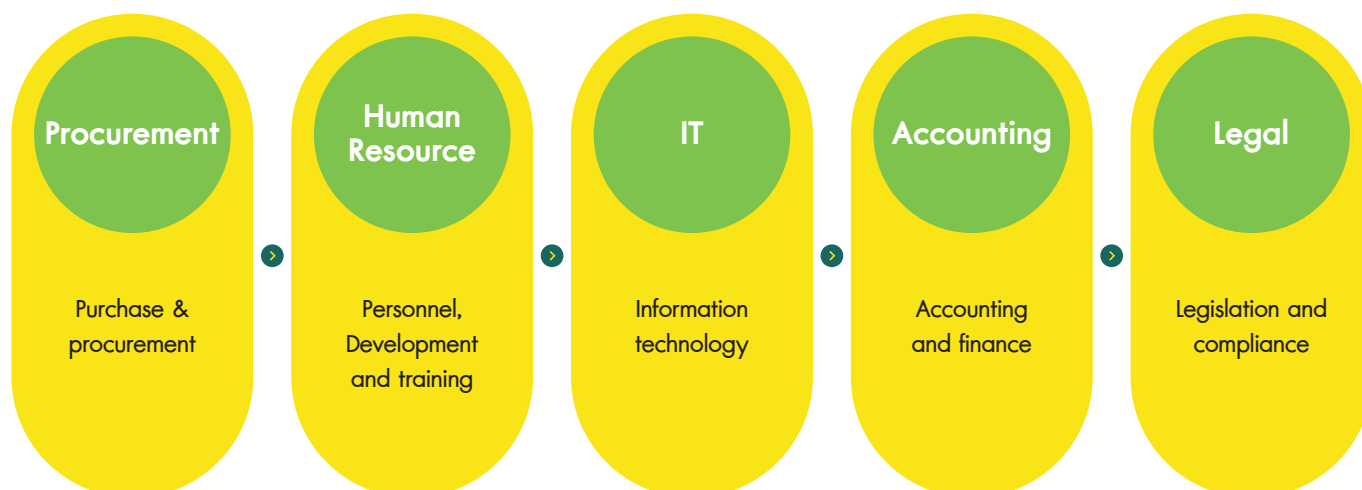 Procurement
Purchase &
procurement
Human
Resource
Personnel,
Development
and training
IT
Information
technology
Accounting
Accounting
and finance
Legal
Legislation and
compliance